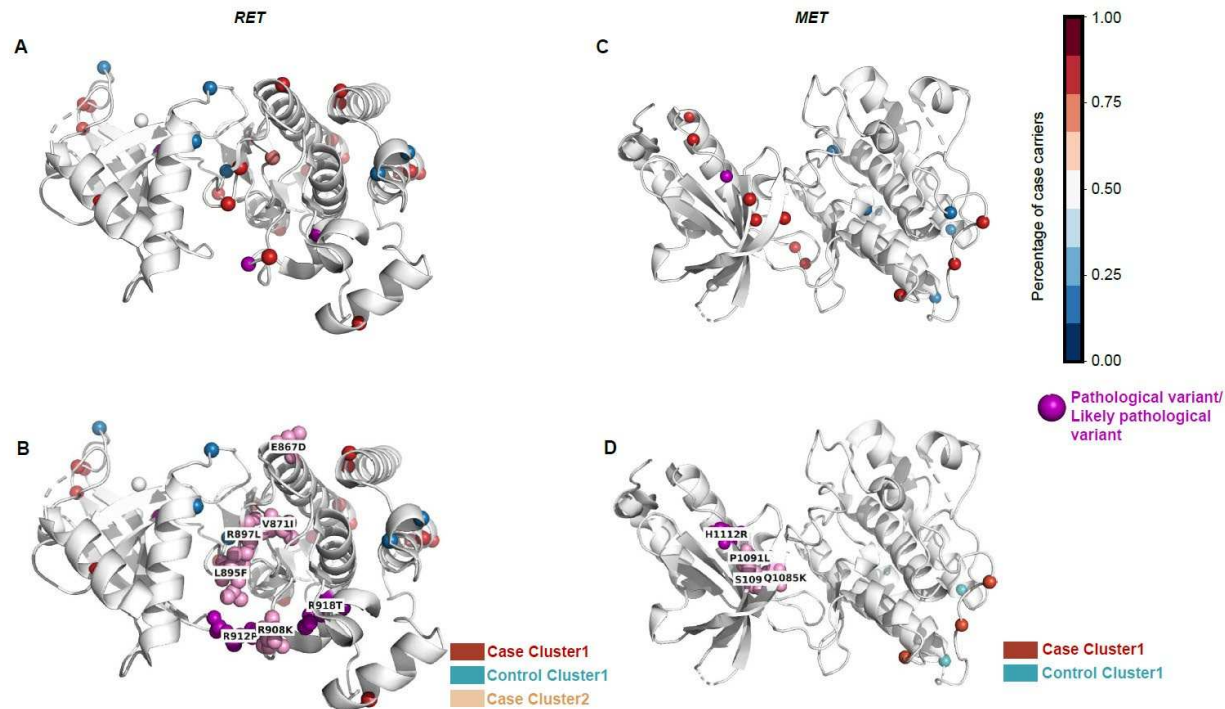 RET
MET
A
C
1.00
0.75
0.50
0.25
0.00
Percentage of case carriers
Pathological variant/
Likely pathological
variant
B
E867D
V871I
R897L
L895F
R918T
R912P
R908K
Case Cluster1
Control Cluster1
Case Cluster2
D
H1112R
P1091L
S109
Q1085K
Case Cluster1
Control Cluster1